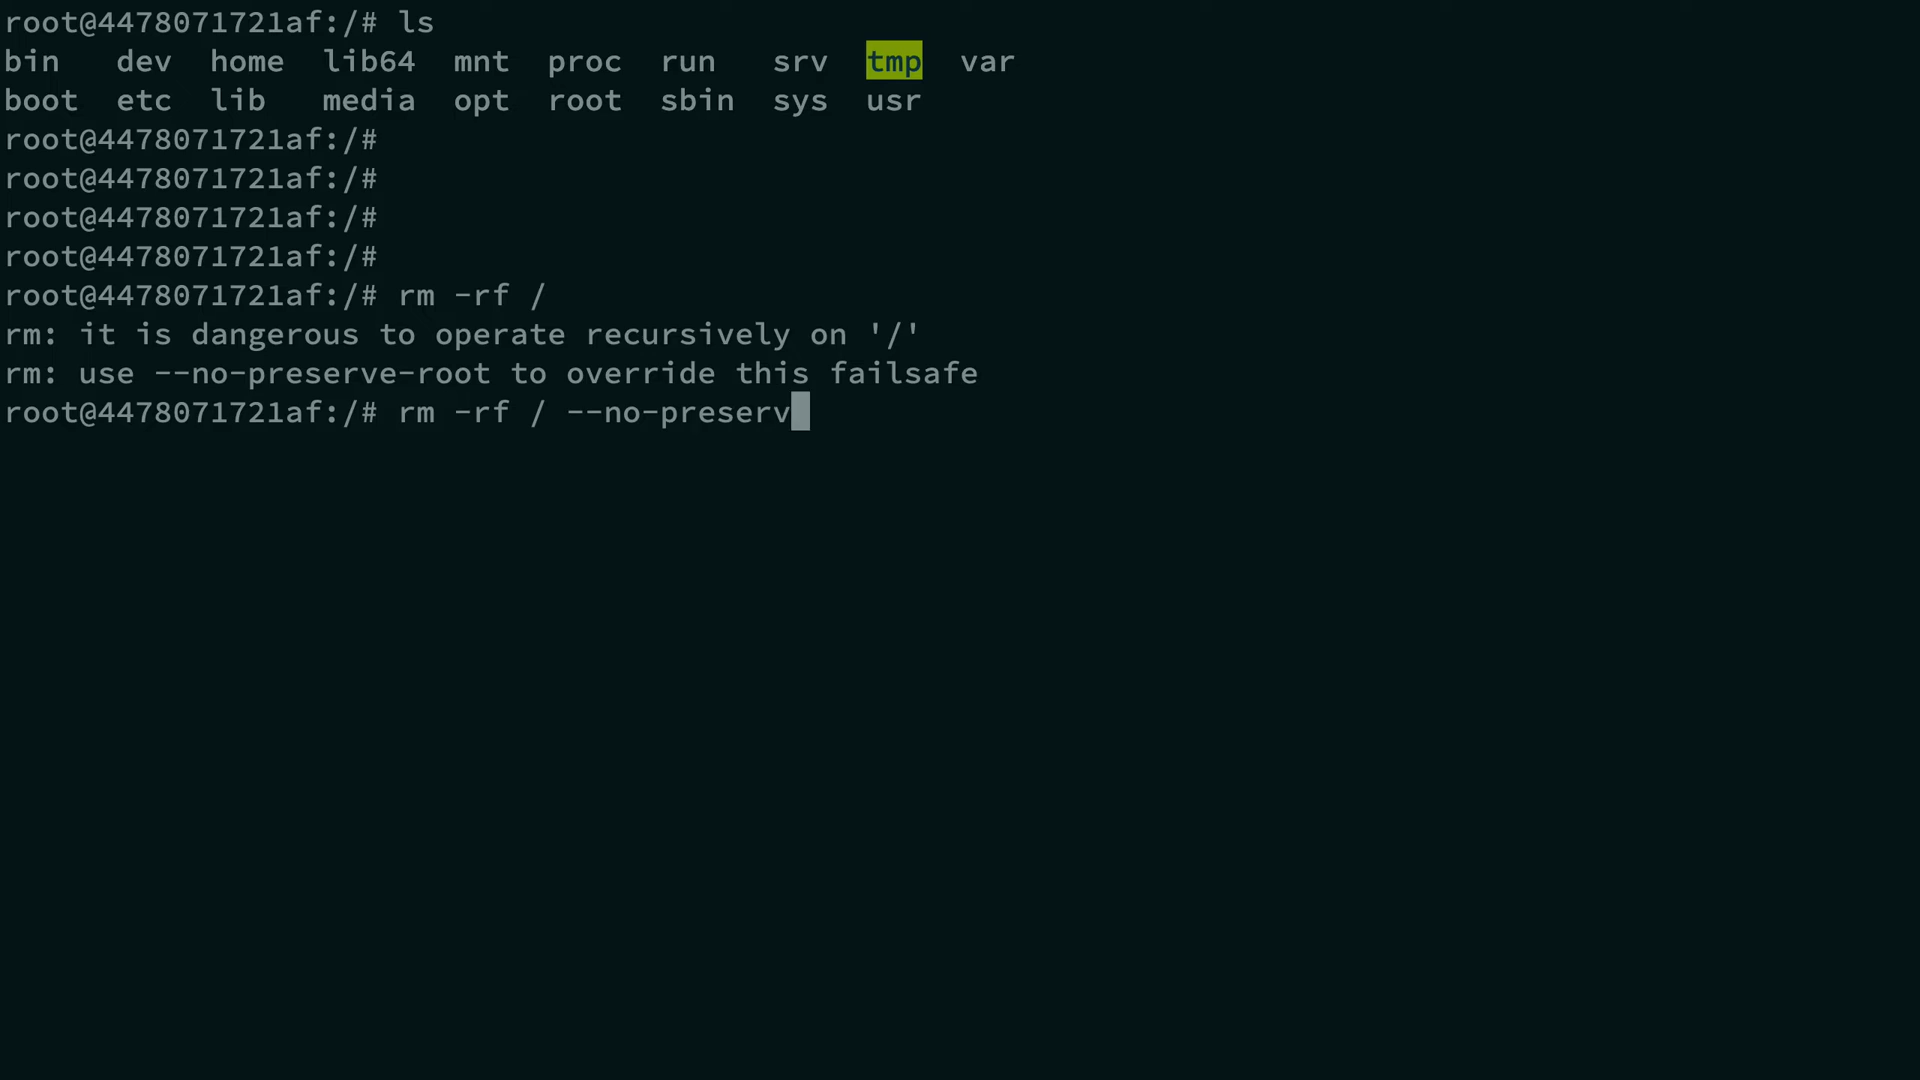 root@4478071721af:/# ls
bin   dev  home  lib64  mnt  proc  run   srv  tmp  var
boot  etc  lib   media  opt  root  sbin  sys  usr
root@4478071721af:/#
root@4478071721af:/#
root@4478071721af:/#
root@4478071721af:/#
root@4478071721af:/# rm -rf /
rm: it is dangerous to operate recursively on '/'
rm: use --no-preserve-root to override this failsafe
root@4478071721af:/# rm -rf / --no-preserv